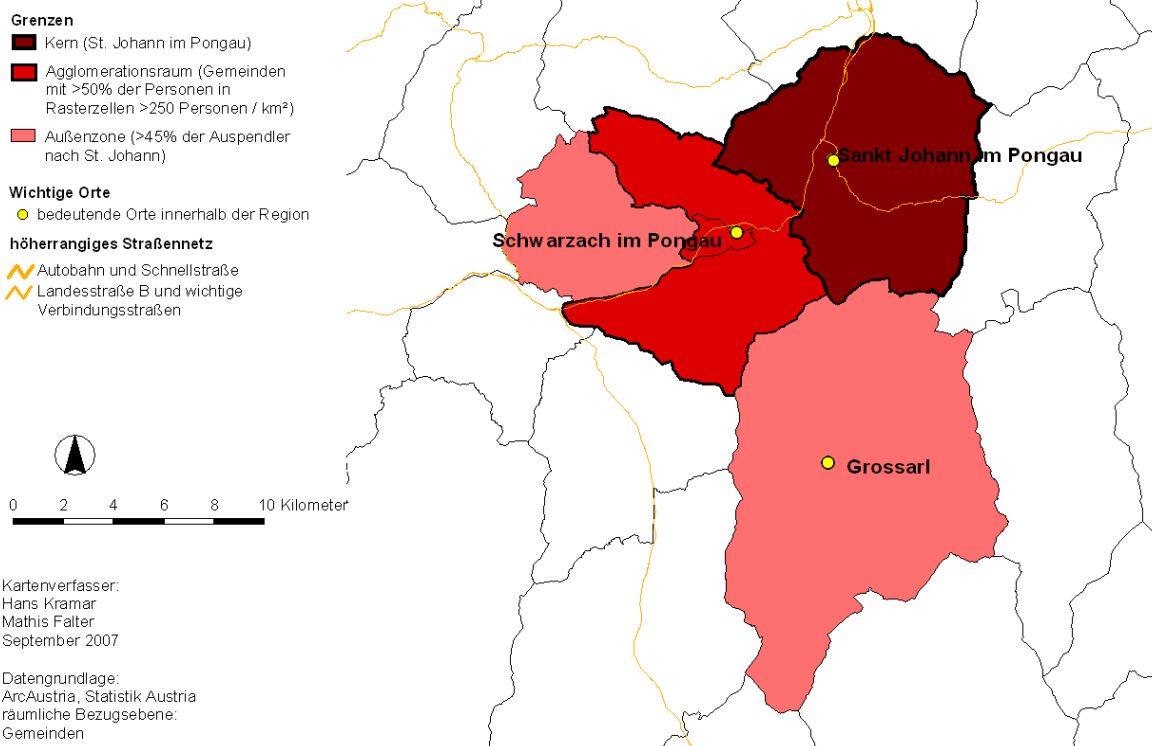 Grenzen
Kern (St. Johann im Pongau)
Agglomerationsraum (Gemeinden
mit >50% der Personen in
Rasterzellen >250 Personen / km²)
Außenzone (>45% der Auspendler
nach St. Johann)
Wichtige Orte
bedeutende Orte innerhalb der Region
höherrangiges Straßennetz
Autobahn und Schnellstraße
Landesstraße B und wichtige
Verbindungsstraßen
0 2 4 6 8 10 Kilometer
Kartenverfasser:
Hans Kramar
Mathis Falter
September 2007
Datengrundlage:
ArcAustria, Statistik Austria
räumliche Bezugsebene:
Gemeinden
Sankt Johann im Pongau
Schwarzach im Pongau
Grossarl